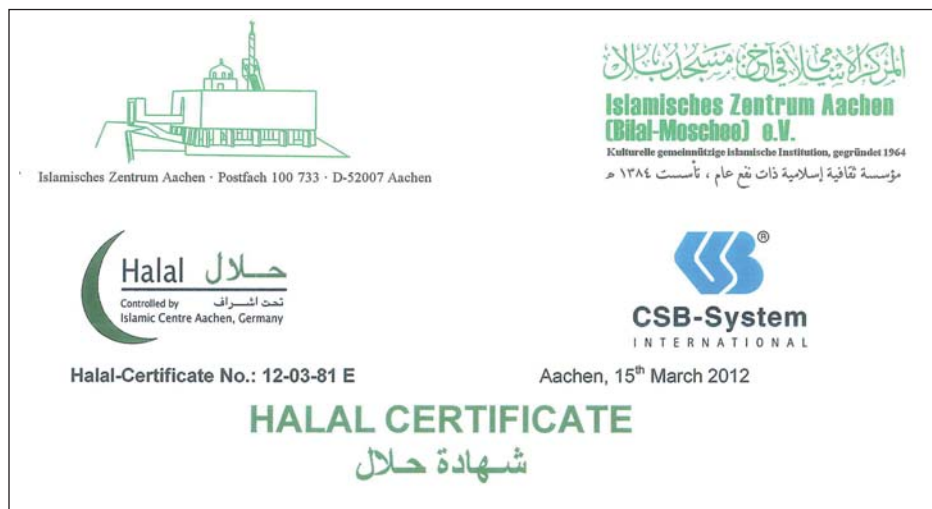 المركز الإسلامي في آخن مسجد بلال
Islamisches Zentrum Aachen
(Bilal-Moschee) e.V.
Kulturelle gemeinnützige islamische Institution, gegründet 1964
مؤسسة ثقافية إسلامية ذات نفع عام ، تأسست ١٣٨٤ هـ
Islamisches Zentrum Aachen · Postfach 100 733 · D-52007 Aachen
Halal حلال
Controlled by تحت اشراف
Islamic Centre Aachen, Germany
CSB ®
CSB-System
INTERNATIONAL
Halal-Certificate No.: 12-03-81 E
Aachen, 15th March 2012
HALAL CERTIFICATE
شهادة حلال